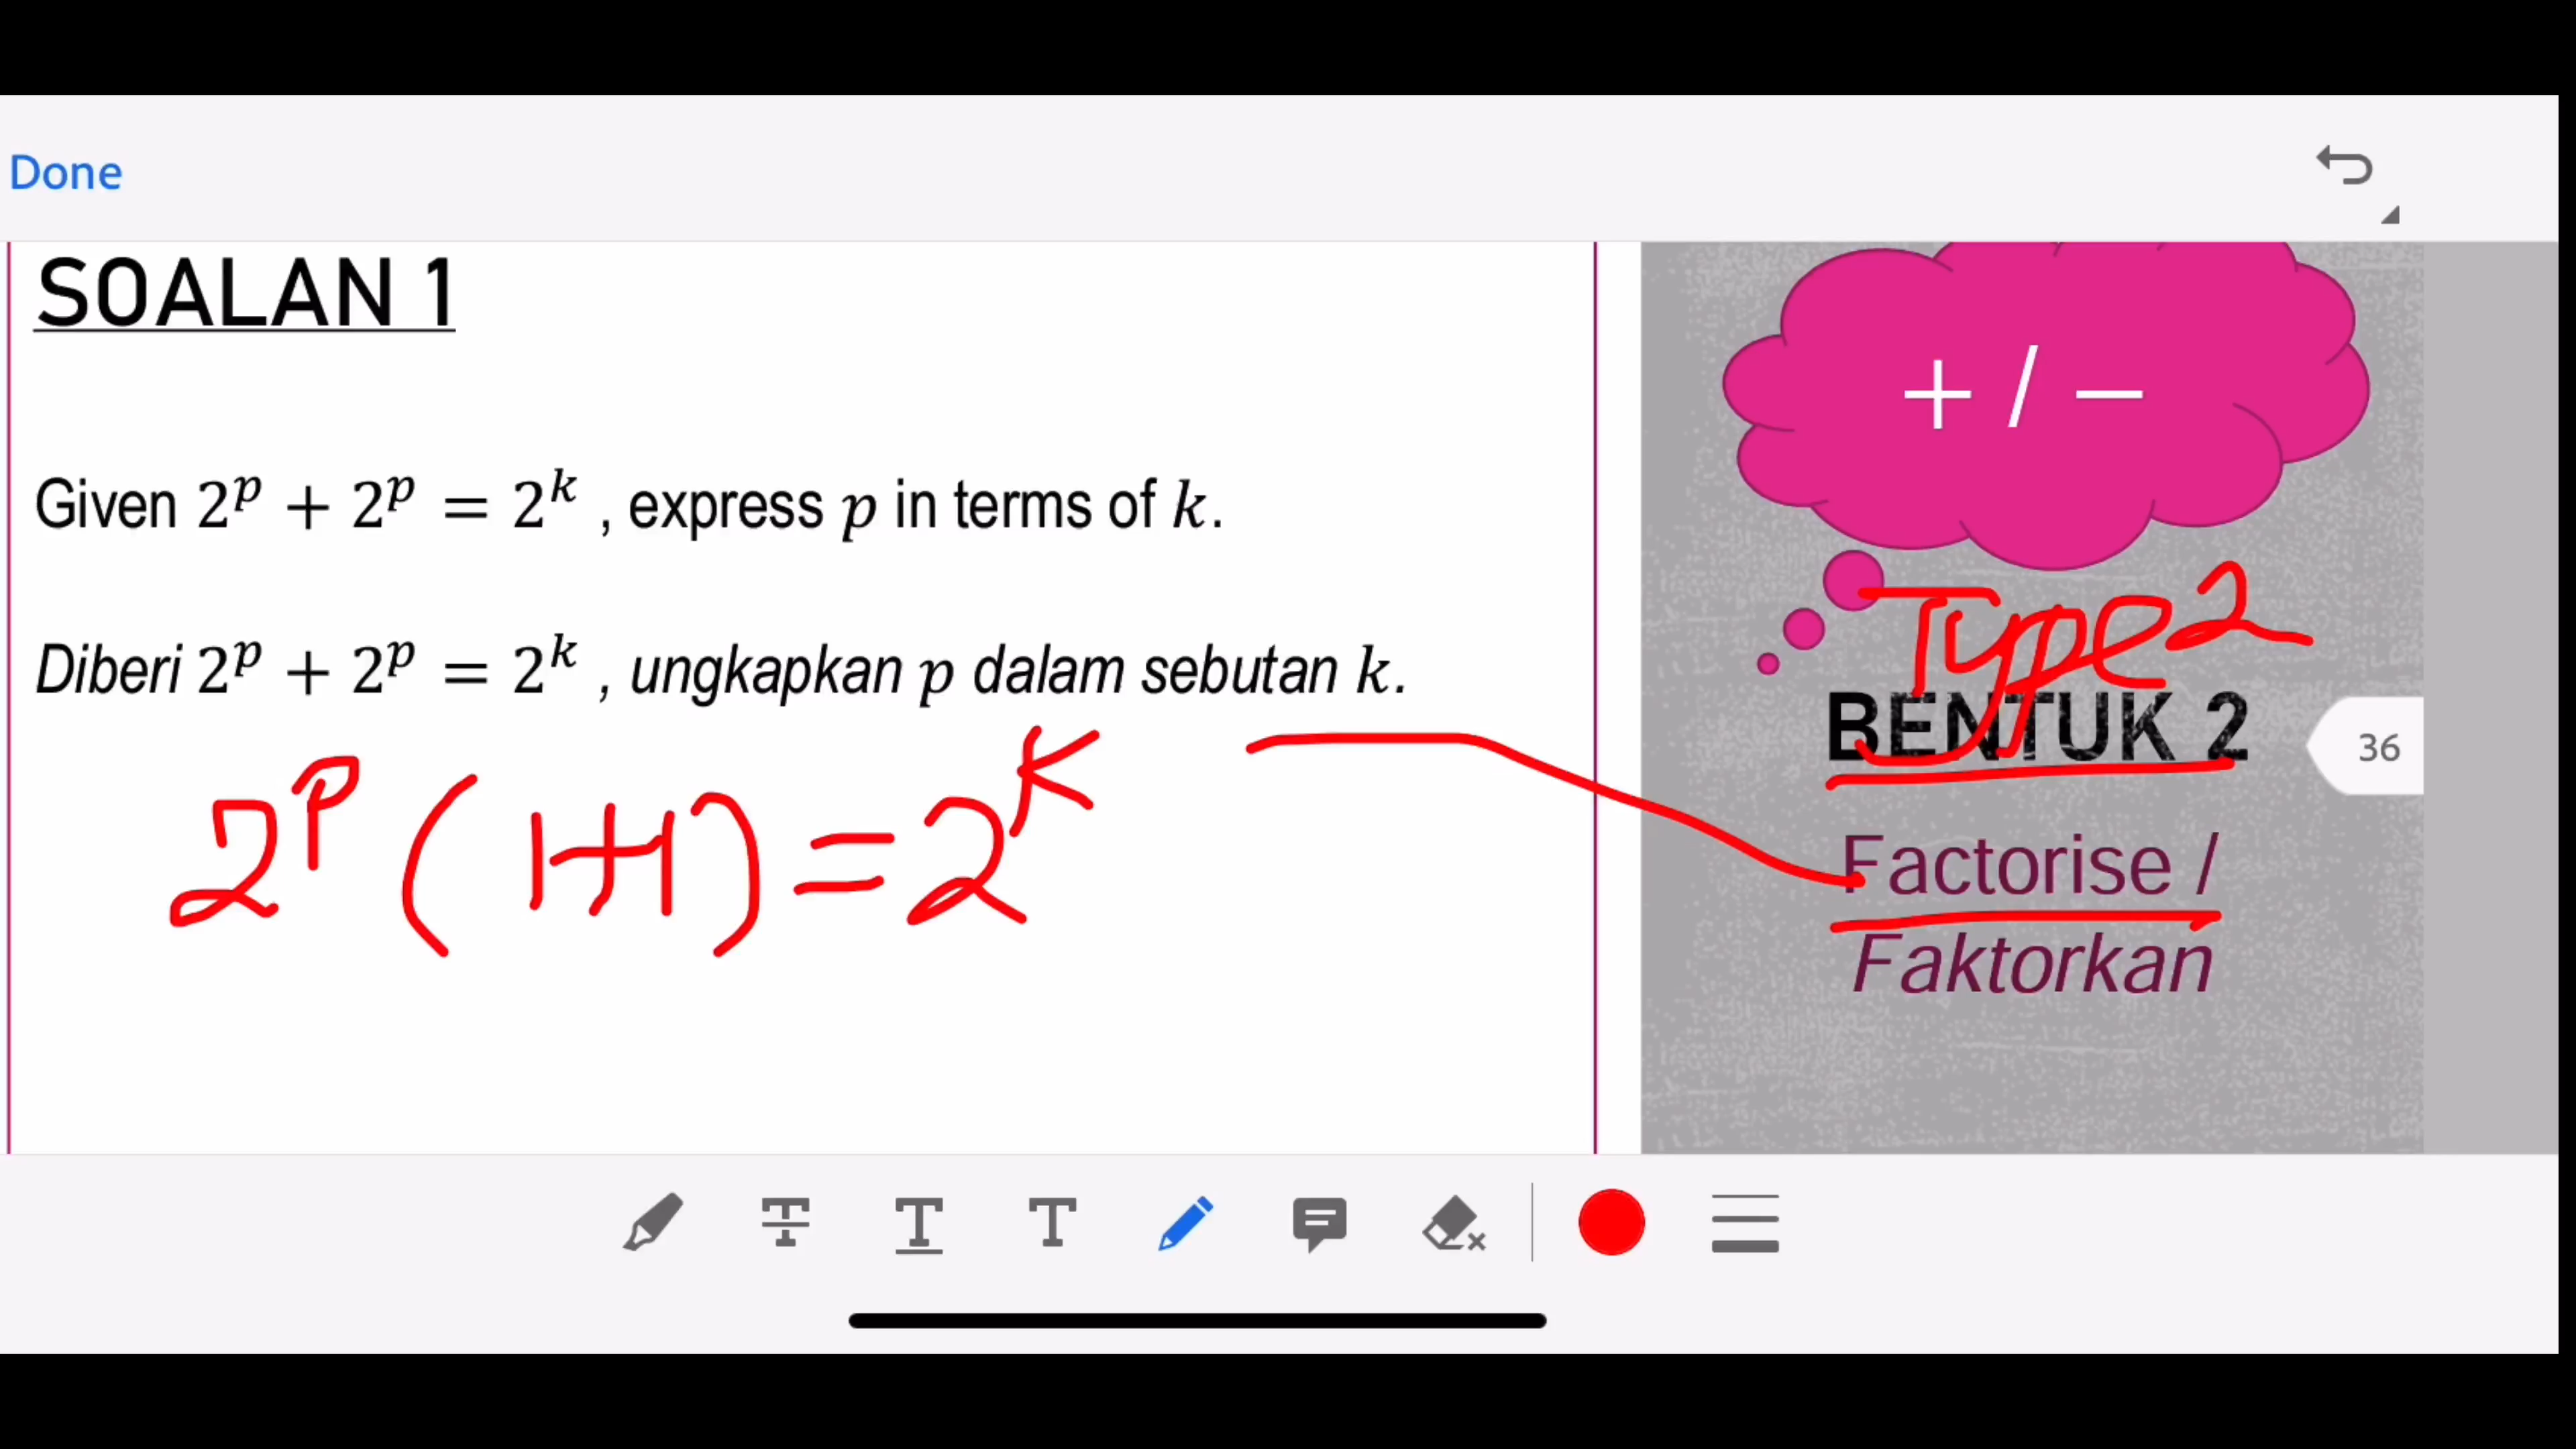 Done
SOALAN 1
Given 2^p + 2^p = 2^k , express p in terms of k.
Diberi 2^p + 2^p = 2^k , ungkapkan p dalam sebutan k.
2^p ( 1+1 ) = 2^k
+ / −
Type 2
BENTUK 2
36
Factorise /
Faktorkan